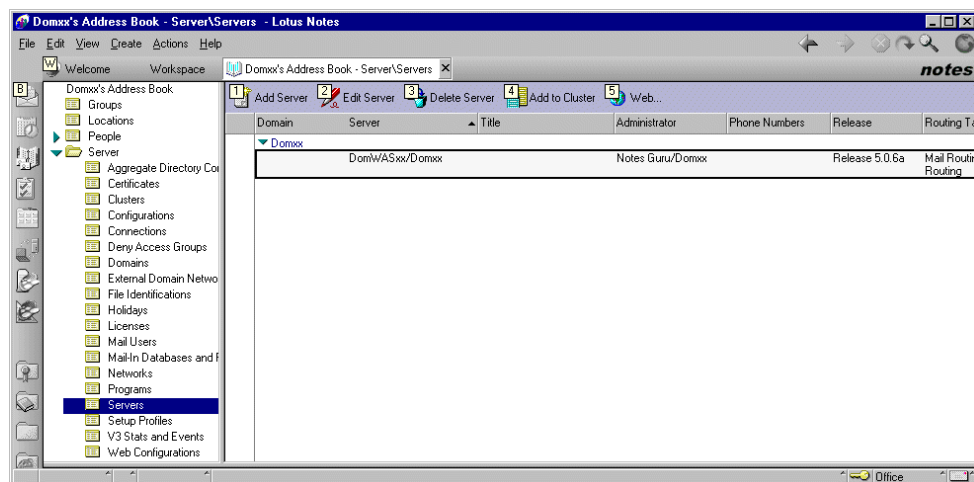 Domxx's Address Book - Server\Servers - Lotus Notes
File Edit View Create Actions Help
W Welcome Workspace Domxx's Address Book - Server\Servers notes
B
Domxx's Address Book
Groups
Locations
People
Server
Aggregate Directory Cor
Certificates
Clusters
Configurations
Connections
Deny Access Groups
Domains
External Domain Netwo
File Identifications
Holidays
Licenses
Mail Users
Mail-In Databases and F
Networks
Programs
Servers
Setup Profiles
V3 Stats and Events
Web Configurations
1 Add Server 2 Edit Server 3 Delete Server 4 Add to Cluster 5 Web...
Domain Server Title Administrator Phone Numbers Release Routing Ta
Domxx
DomWASxx/Domxx Notes Guru/Domxx Release 5.0.6a Mail Routin
Routing
Office